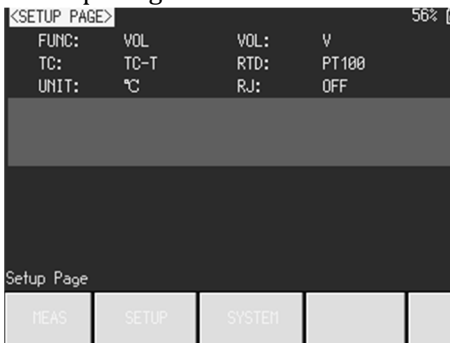 <SETUP PAGE> 56%
FUNC: VOL VOL: V
TC: TC-T RTD: PT100
UNIT: ℃ RJ: OFF
Setup Page
MEAS SETUP SYSTEM